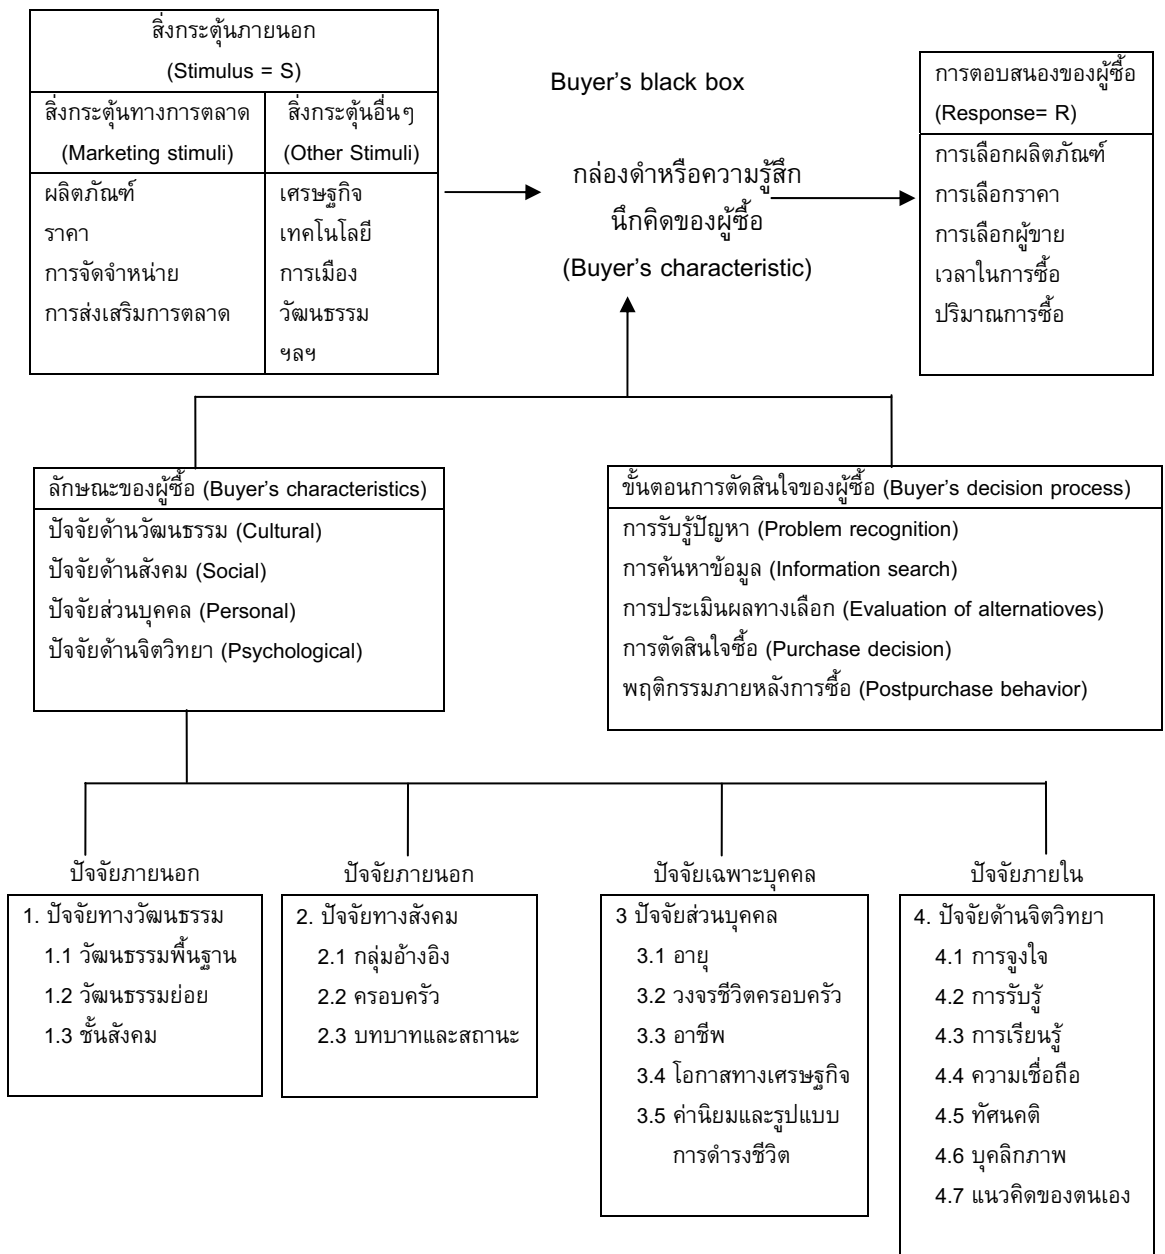 สิ่งกระตุ้นภายนอก
(Stimulus = S)
สิ่งกระตุ้นทางการตลาด
(Marketing stimuli)
ผลิตภัณฑ์
ราคา
การจัดจำหน่าย
การส่งเสริมการตลาด
สิ่งกระตุ้นอื่นๆ
(Other Stimuli)
เศรษฐกิจ
เทคโนโลยี
การเมือง
วัฒนธรรม
ฯลฯ
Buyer's black box
กล่องดำหรือความรู้สึก
นึกคิดของผู้ซื้อ
(Buyer's characteristic)
การตอบสนองของผู้ซื้อ
(Response= R)
การเลือกผลิตภัณฑ์
การเลือกราคา
การเลือกผู้ขาย
เวลาในการซื้อ
ปริมาณการซื้อ
ลักษณะของผู้ซื้อ (Buyer's characteristics)
ปัจจัยด้านวัฒนธรรม (Cultural)
ปัจจัยด้านสังคม (Social)
ปัจจัยส่วนบุคคล (Personal)
ปัจจัยด้านจิตวิทยา (Psychological)
ขั้นตอนการตัดสินใจของผู้ซื้อ (Buyer's decision process)
การรับรู้ปัญหา (Problem recognition)
การค้นหาข้อมูล (Information search)
การประเมินผลทางเลือก (Evaluation of alternatioves)
การตัดสินใจซื้อ (Purchase decision)
พฤติกรรมภายหลังการซื้อ (Postpurchase behavior)
ปัจจัยภายนอก
1. ปัจจัยทางวัฒนธรรม
1.1 วัฒนธรรมพื้นฐาน
1.2 วัฒนธรรมย่อย
1.3 ชั้นสังคม
ปัจจัยภายนอก
2. ปัจจัยทางสังคม
2.1 กลุ่มอ้างอิง
2.2 ครอบครัว
2.3 บทบาทและสถานะ
ปัจจัยเฉพาะบุคคล
3 ปัจจัยส่วนบุคคล
3.1 อายุ
3.2 วงจรชีวิตครอบครัว
3.3 อาชีพ
3.4 โอกาสทางเศรษฐกิจ
3.5 ค่านิยมและรูปแบบ
การดำรงชีวิต
ปัจจัยภายใน
4. ปัจจัยด้านจิตวิทยา
4.1 การจูงใจ
4.2 การรับรู้
4.3 การเรียนรู้
4.4 ความเชื่อถือ
4.5 ทัศนคติ
4.6 บุคลิกภาพ
4.7 แนวคิดของตนเอง